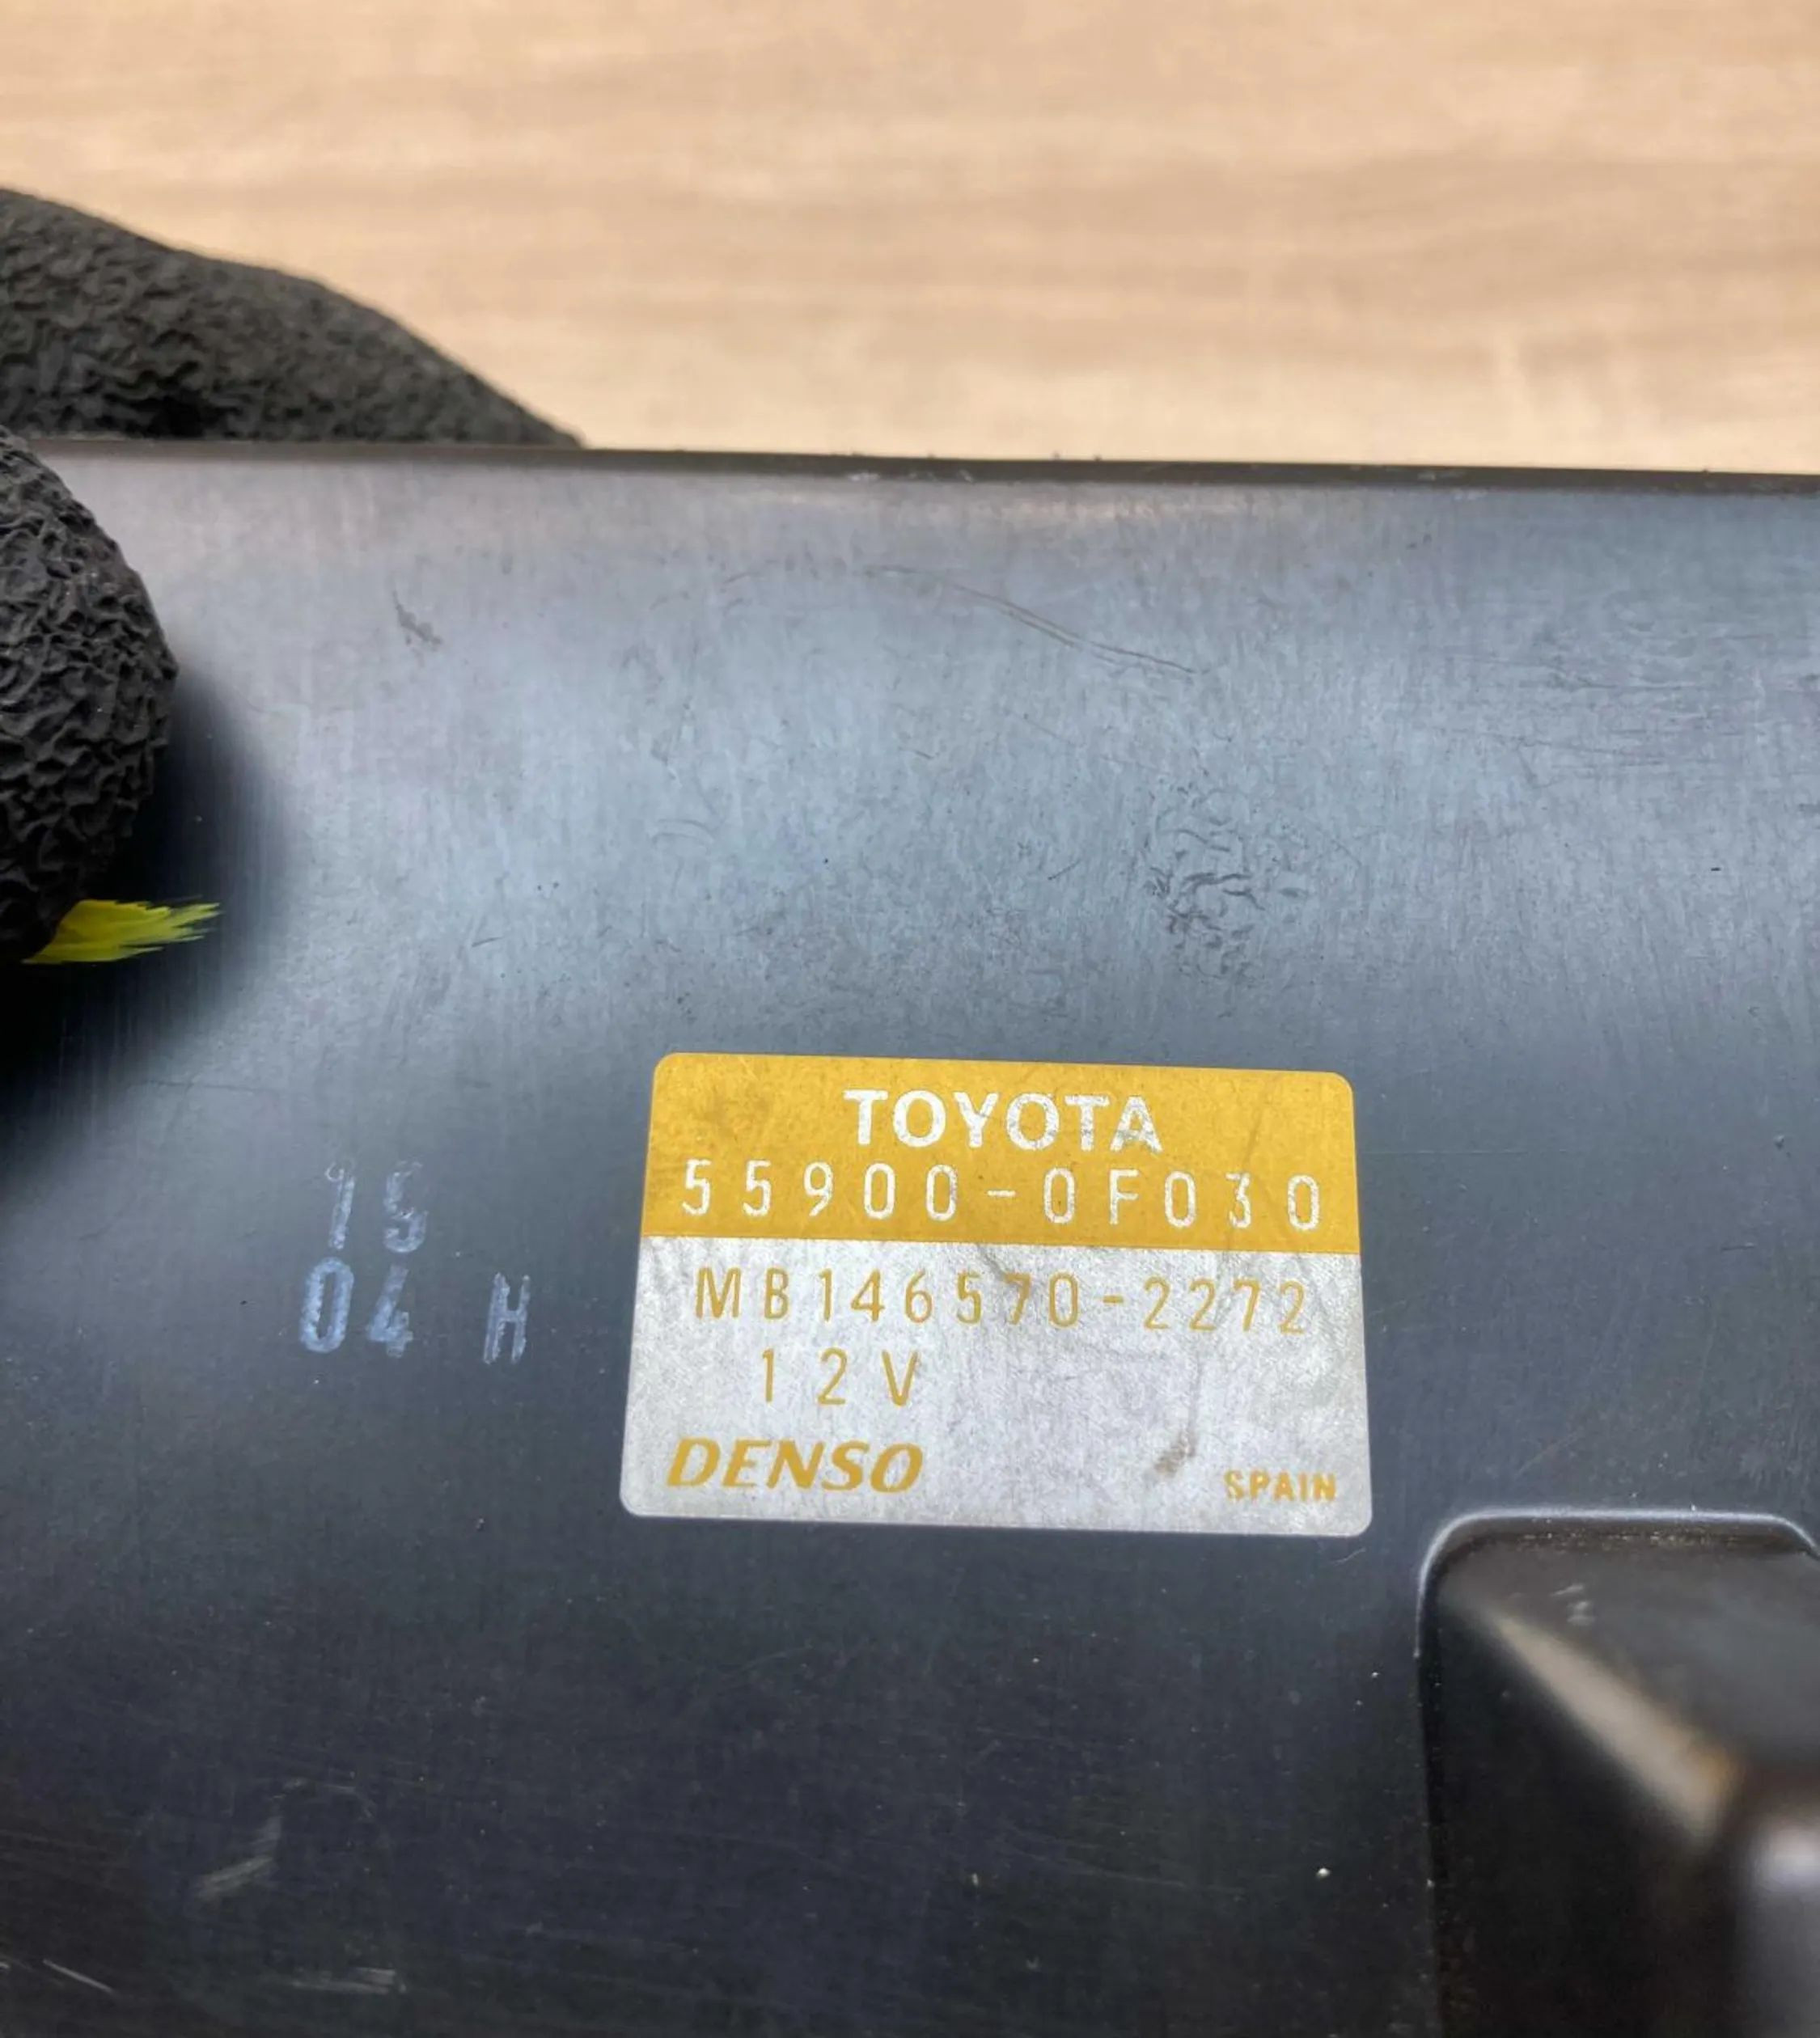 TOYOTA
55900-0F030
MB146570-2272
12V
DENSO
SPAIN
04 H